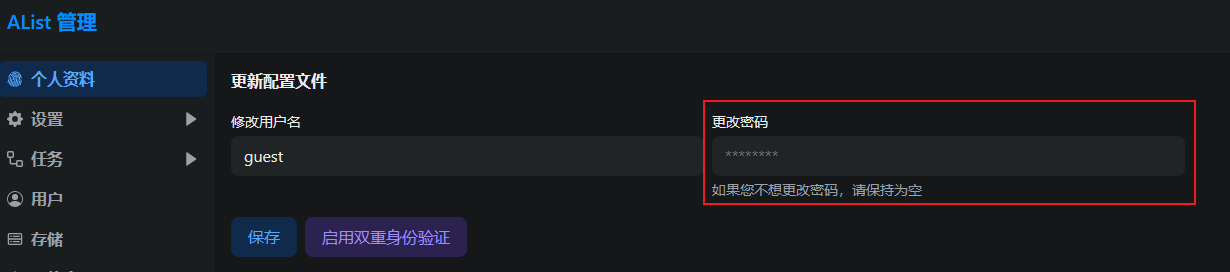 AList 管理
个人资料
设置
任务
用户
存储
更新配置文件
修改用户名
guest
更改密码
********
如果您不想更改密码，请保持为空
保存
启用双重身份验证